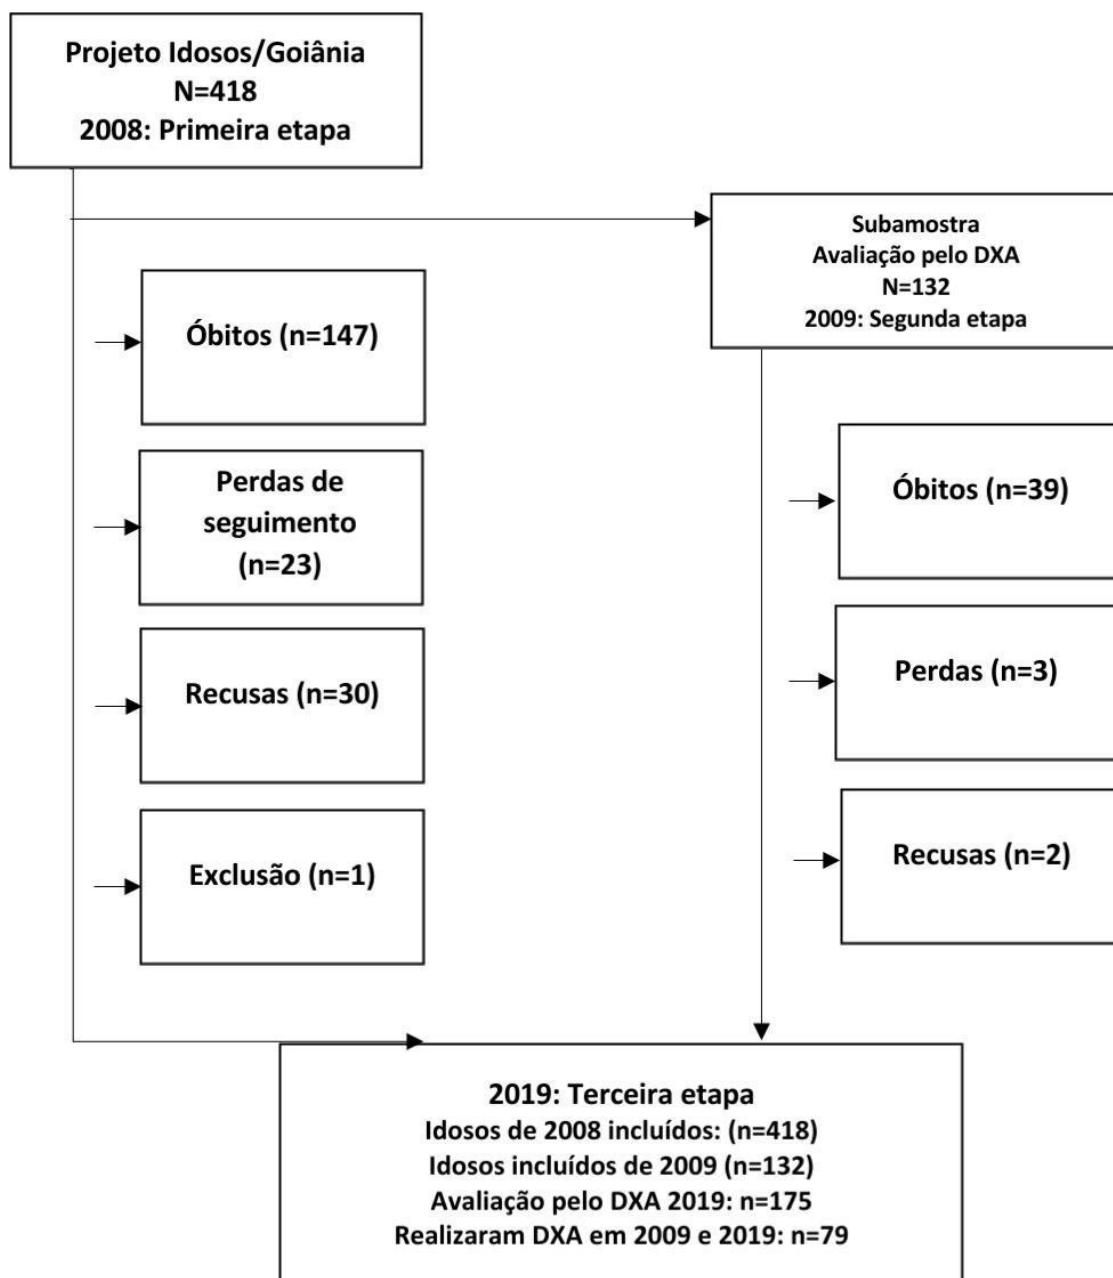 Projeto Idosos/Goiânia
N=418
2008: Primeira etapa
Subamostra
Avaliação pelo DXA
N=132
2009: Segunda etapa
Óbitos (n=147)
Perdas de
seguimento
(n=23)
Recusas (n=30)
Exclusão (n=1)
Óbitos (n=39)
Perdas (n=3)
Recusas (n=2)
2019: Terceira etapa
Idosos de 2008 incluídos: (n=418)
Idosos incluídos de 2009 (n=132)
Avaliação pelo DXA 2019: n=175
Realizaram DXA em 2009 e 2019: n=79